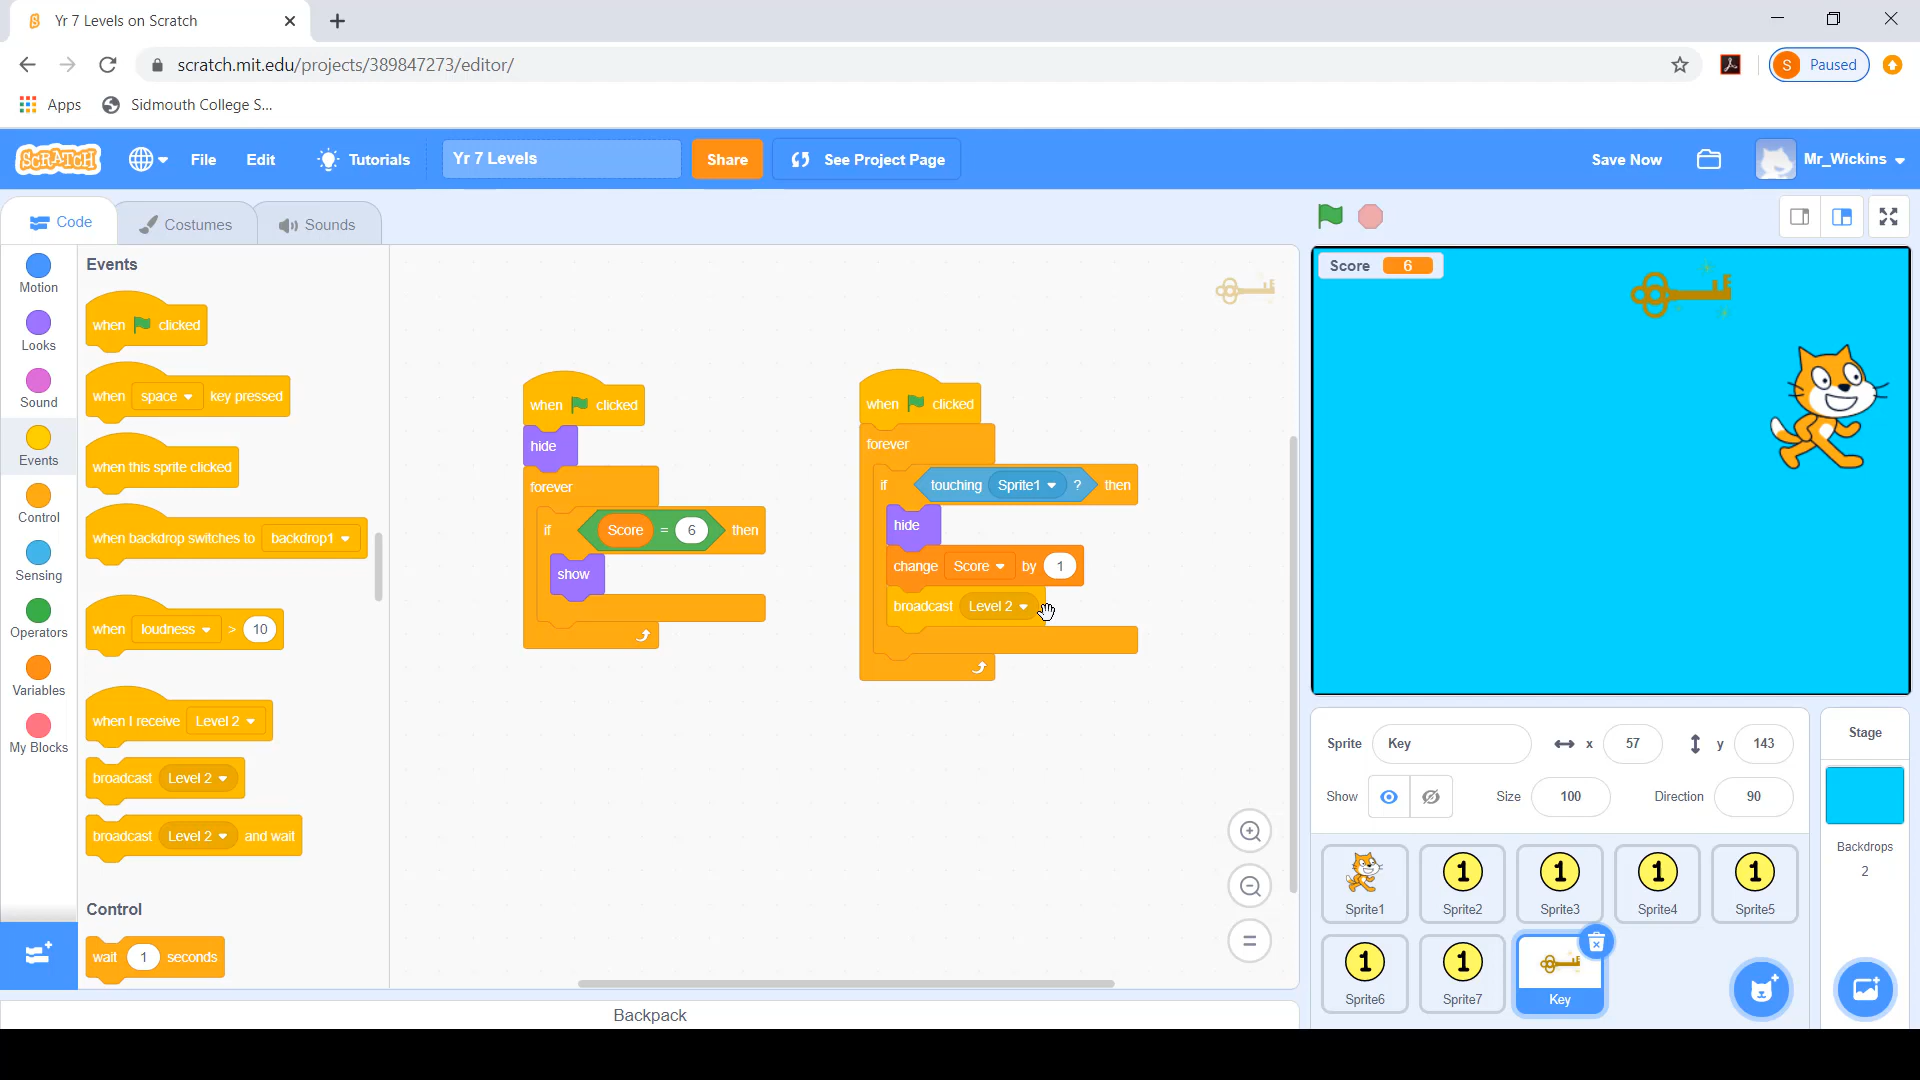 Yr 7 Levels on Scratch
scratch.mit.edu/projects/389847273/editor/
S Paused
Apps Sidmouth College S...
SCRATCH File Edit Tutorials Yr 7 Levels Share See Project Page Save Now Mr_Wickins
Code Costumes Sounds
Motion
Looks
Sound
Events
Control
Sensing
Operators
Variables
My Blocks
Events
when clicked
when space key pressed
when this sprite clicked
when backdrop switches to backdrop1
when loudness > 10
when I receive Level 2
broadcast Level 2
broadcast Level 2 and wait
Control
wait 1 seconds
when clicked
hide
forever
if Score = 6 then
show
when clicked
forever
if touching Sprite1 ? then
hide
change Score by 1
broadcast Level 2
Backpack
Score 6
Sprite Key x 57 y 143
Show Size 100 Direction 90
Sprite1
1 Sprite2
1 Sprite3
1 Sprite4
1 Sprite5
1 Sprite6
1 Sprite7
Key
Stage
Backdrops
2